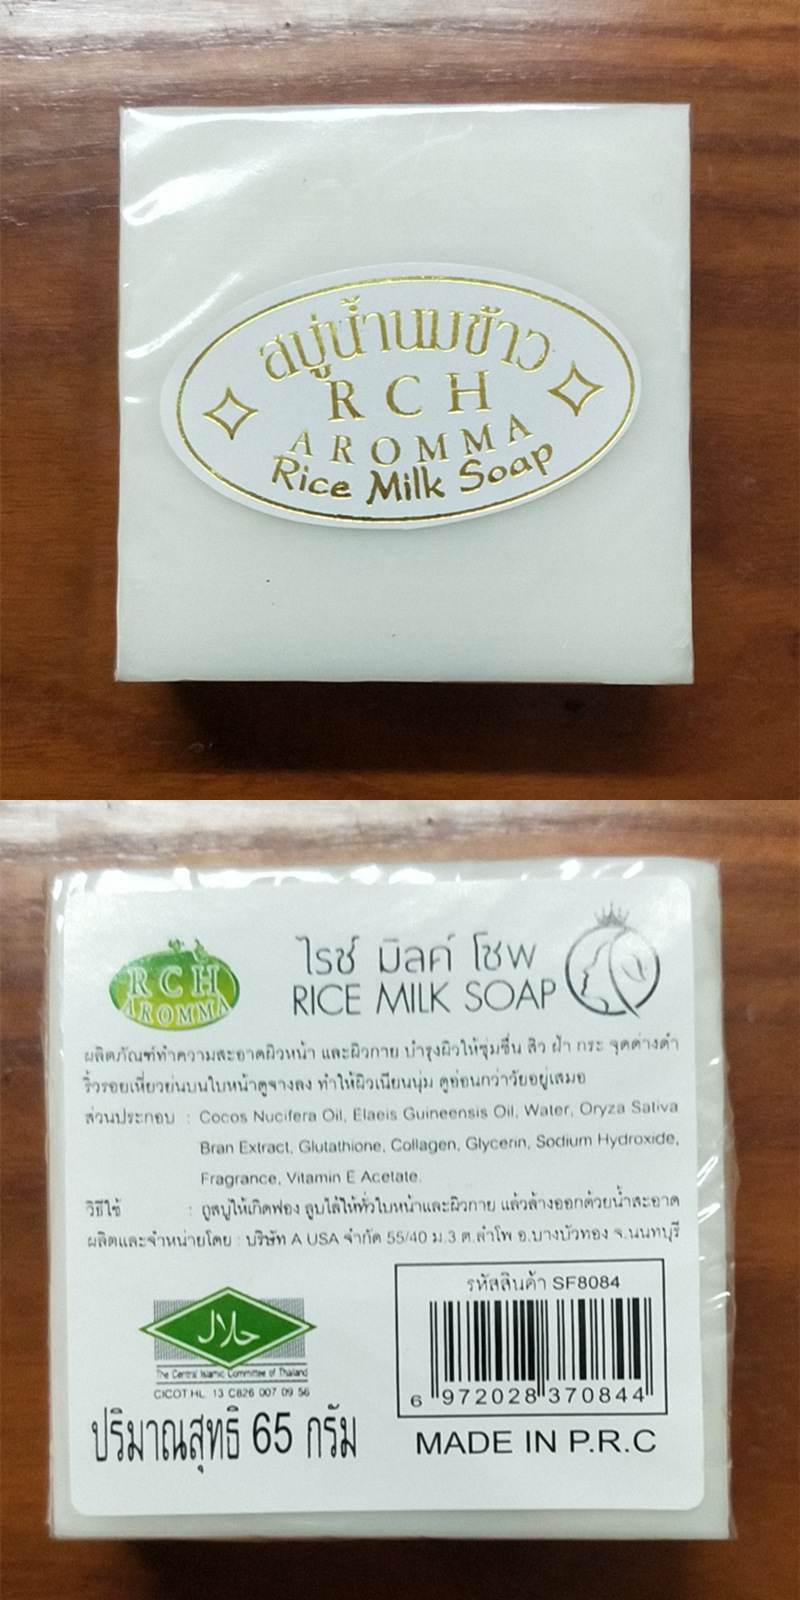 สบู่น้ำนมข้าว
RCH
AROMMA
Rice Milk Soap
RCH
AROMMA
ไรซ์ มิลค์ โซพ
RICE MILK SOAP
ผลิตภัณฑ์ทำความสะอาดผิวหน้า และผิวกาย บำรุงผิวให้ชุ่มชื่น สิว ฝ้า กระ จุดด่างดำ
ริ้วรอยเหี่ยวย่นบนใบหน้าดูจางลง ทำให้ผิวเนียนนุ่ม ดูอ่อนกว่าวัยอยู่เสมอ
ส่วนประกอบ : Cocos Nucifera Oil, Elaeis Guineensis Oil, Water, Oryza Sativa
Bran Extract, Glutathione, Collagen, Glycerin, Sodium Hydroxide,
Fragrance, Vitamin E Acetate.
วิธีใช้ : ถูสบู่ให้เกิดฟอง ลูบไล้ให้ทั่วใบหน้าและผิวกาย แล้วล้างออกด้วยน้ำสะอาด
ผลิตและจำหน่ายโดย : บริษัท A USA จำกัด 55/40 ม.3 ต.ลำโพ อ.บางบัวทอง จ.นนทบุรี
حلال
The Central Islamic Committee of Thailand
CICOT.HL. 13 C826 007 09 56
ปริมาณสุทธิ 65 กรัม
รหัสสินค้า SF8084
6 972028 370844
MADE IN P.R.C